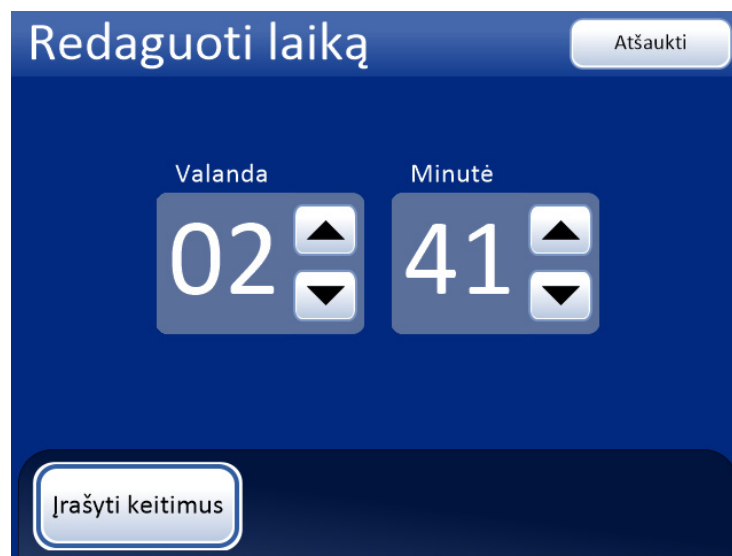 Redaguoti laiką
Atšaukti
Valanda
Minutė
02
41
Įrašyti keitimus